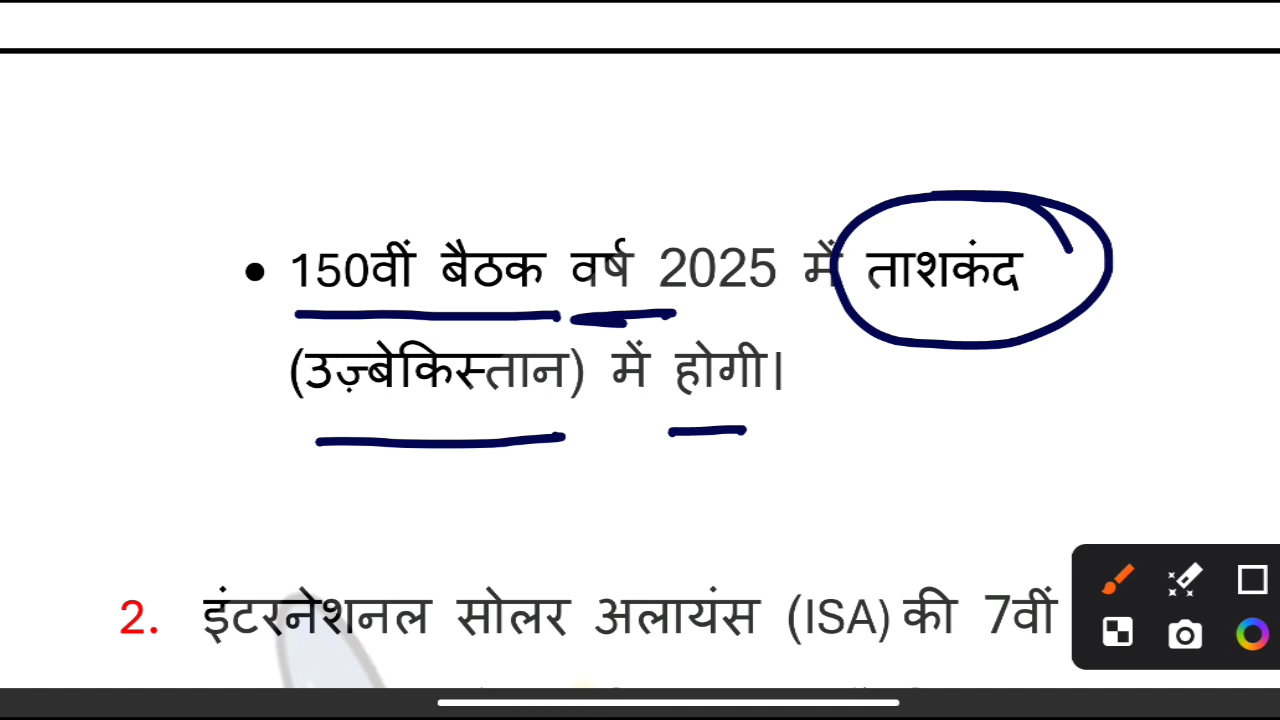 • 150वीं बैठक वर्ष 2025 में ताशकंद
(उज़्बेकिस्तान) में होगी।
2. इंटरनेशनल सोलर अलायंस (ISA) की 7वीं